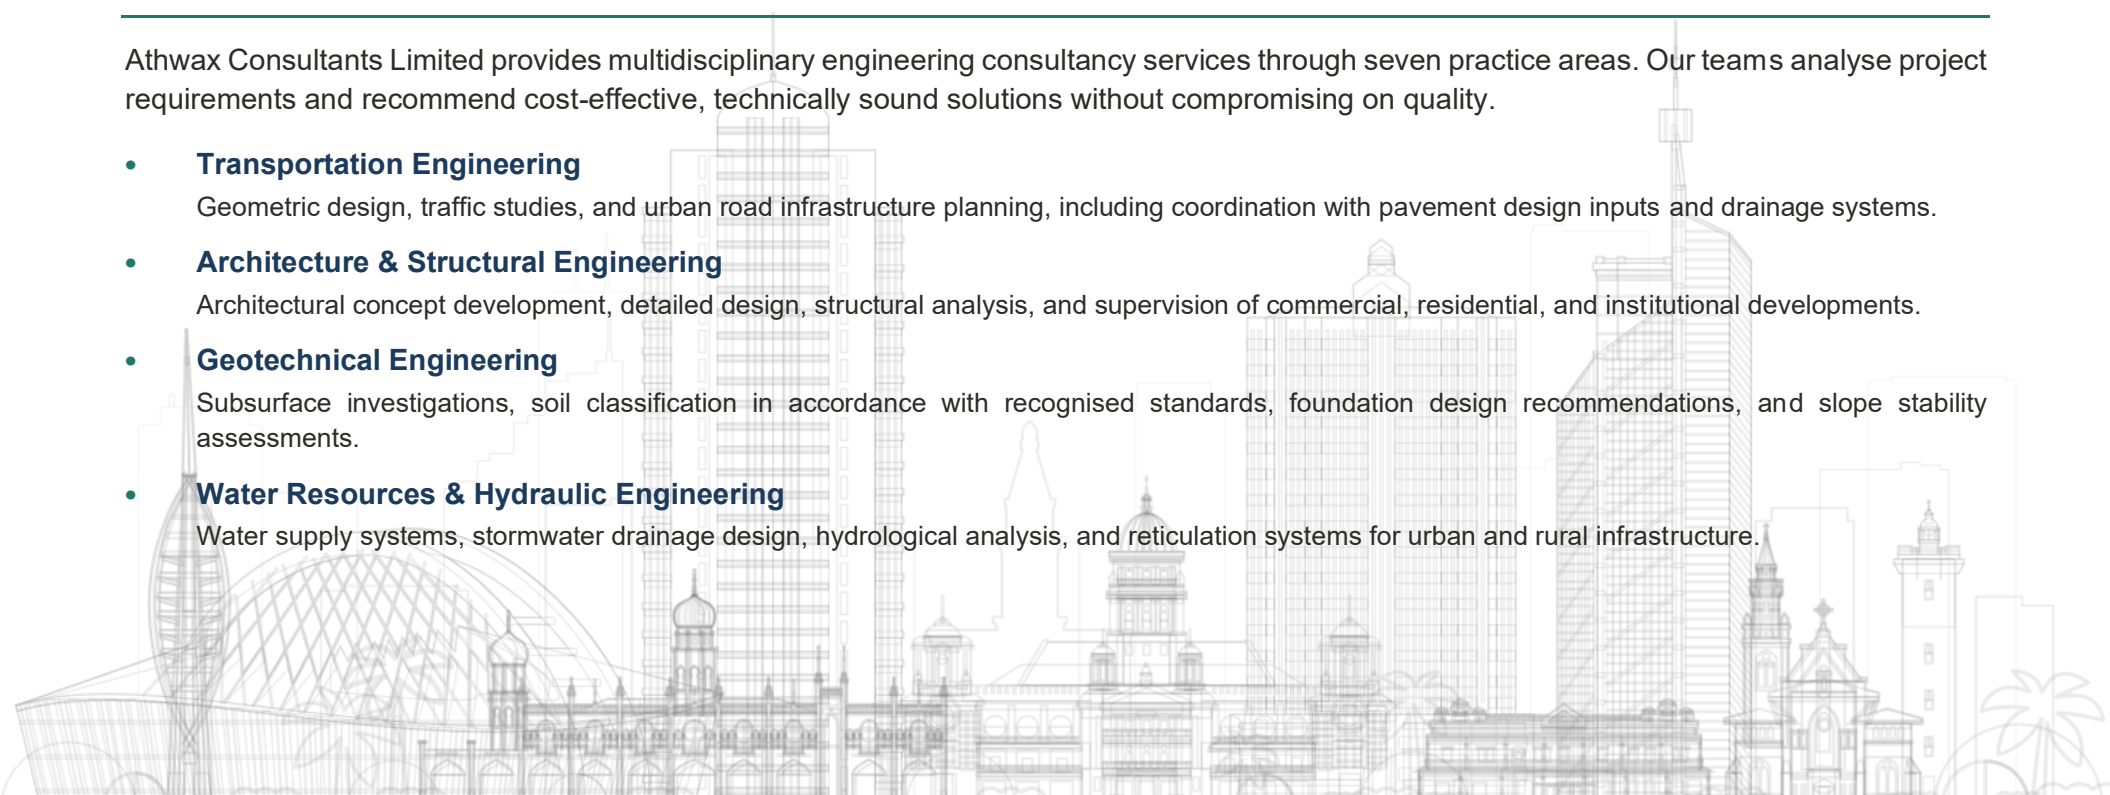 Athwax Consultants Limited provides multidisciplinary engineering consultancy services through seven practice areas. Our teams analyse project
requirements and recommend cost-effective, technically sound solutions without compromising on quality.
• Transportation Engineering
Geometric design, traffic studies, and urban road infrastructure planning, including coordination with pavement design inputs and drainage systems.
• Architecture & Structural Engineering
Architectural concept development, detailed design, structural analysis, and supervision of commercial, residential, and institutional developments.
• Geotechnical Engineering
Subsurface investigations, soil classification in accordance with recognised standards, foundation design recommendations, and slope stability
assessments.
• Water Resources & Hydraulic Engineering
Water supply systems, stormwater drainage design, hydrological analysis, and reticulation systems for urban and rural infrastructure.